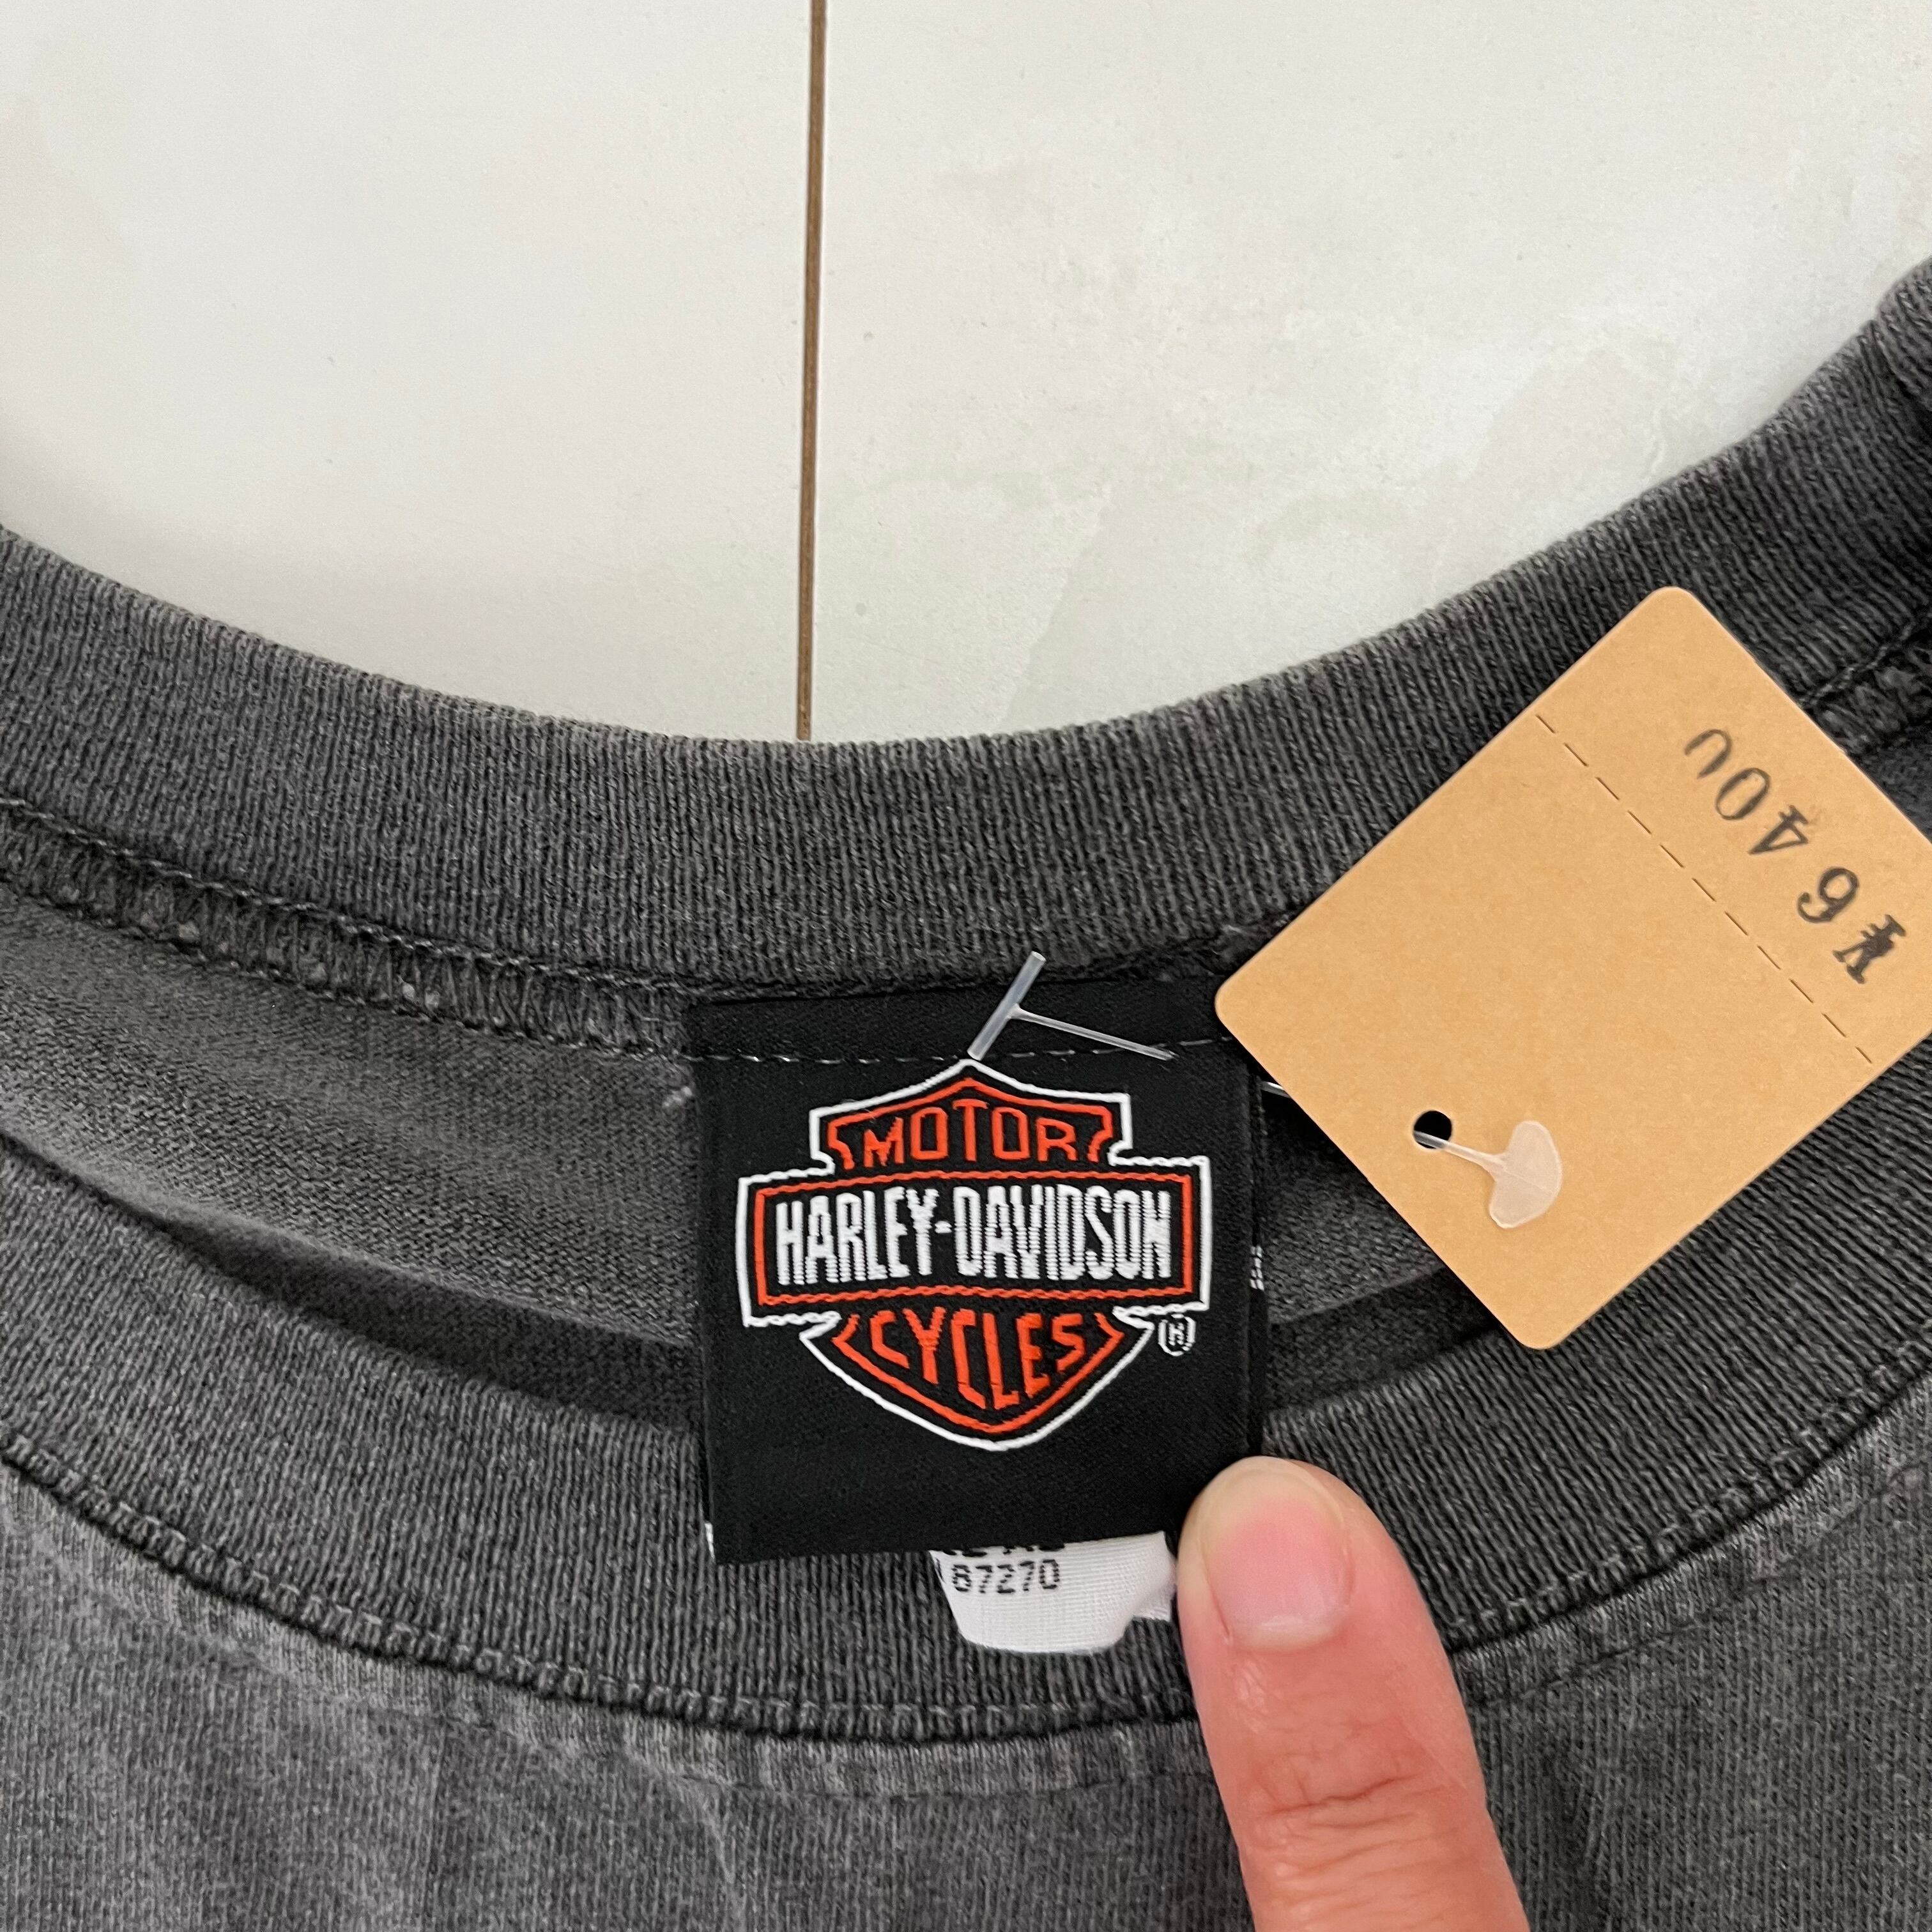 MOTOR
HARLEY-DAVIDSON
CYCLES
®
87270
¥6400